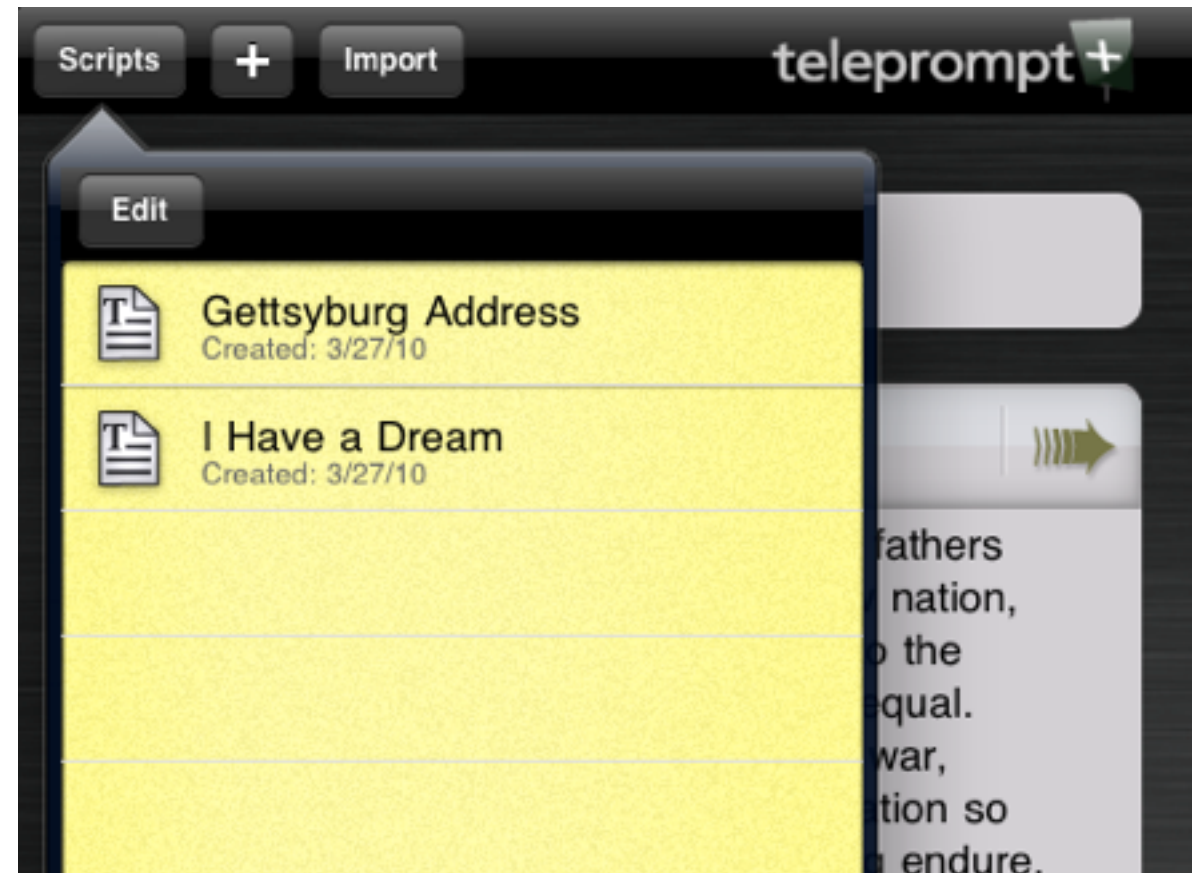 Scripts + Import teleprompt+
Edit
Gettsyburg Address
Created: 3/27/10
I Have a Dream
Created: 3/27/10
fathers
nation,
the
equal.
war,
so
endure.